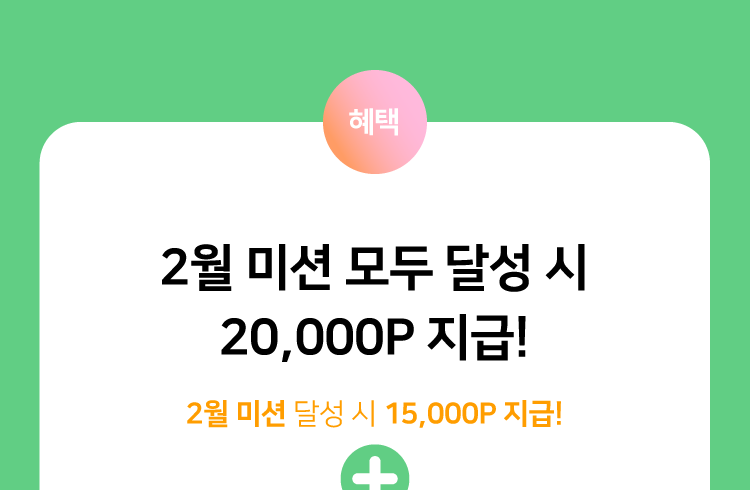 혜택
2월 미션 모두 달성 시
20,000P 지급!
2월 미션 달성 시 15,000P 지급!